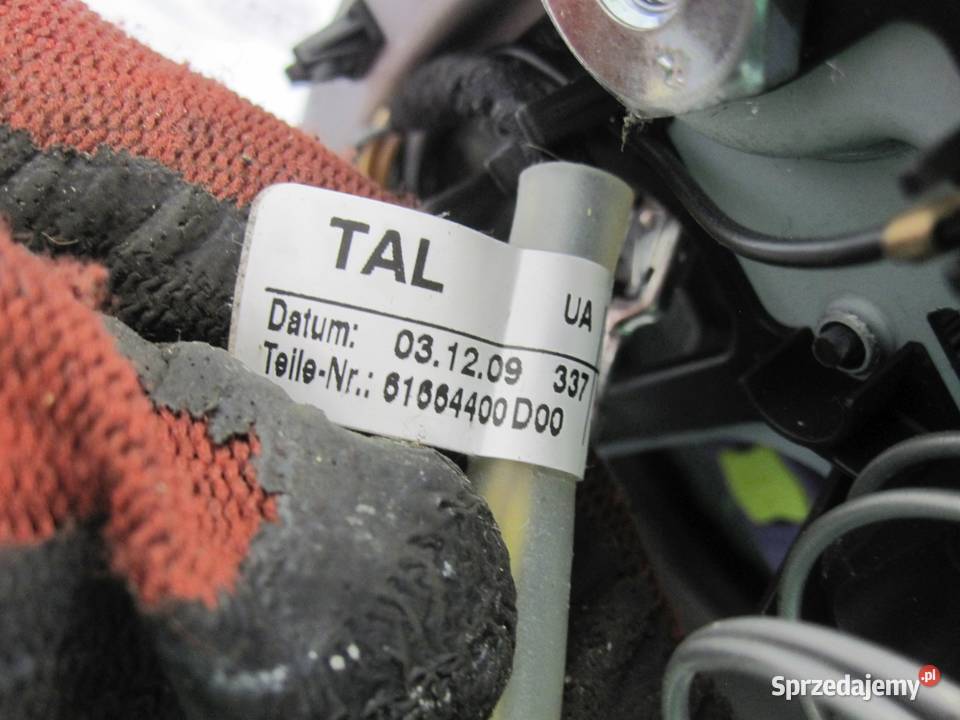 TAL
UA
Datum: 03.12.09 337
Teile-Nr.: 61664400 D00
Sprzedajemy.pl